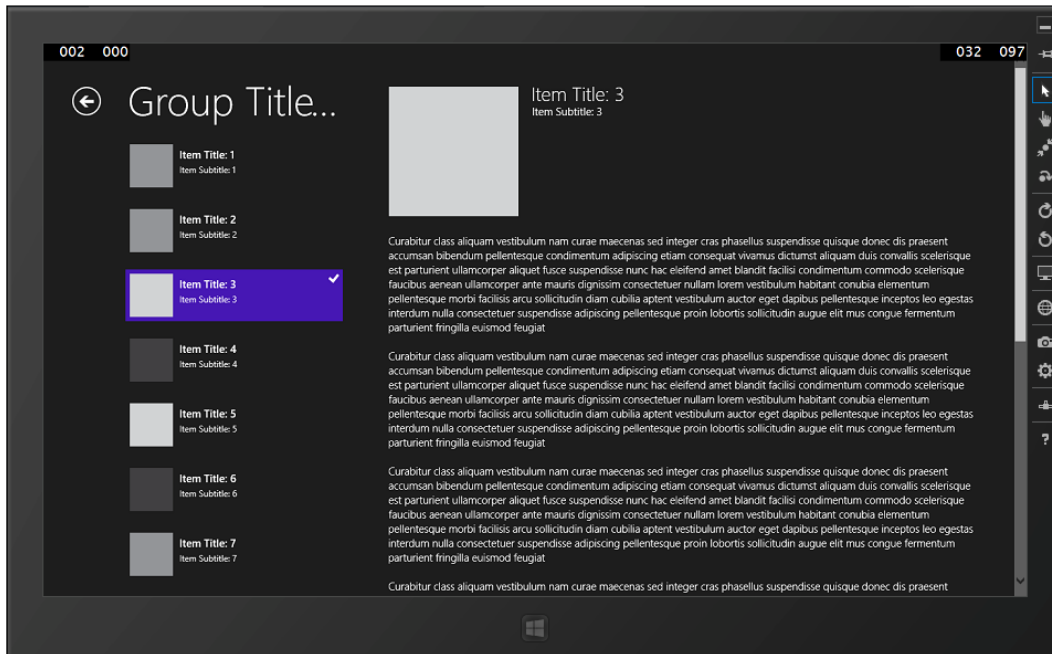 002 000
032 097
Group Title...
Item Title: 1
Item Subtitle: 1
Item Title: 2
Item Subtitle: 2
Item Title: 3
Item Subtitle: 3
Item Title: 4
Item Subtitle: 4
Item Title: 5
Item Subtitle: 5
Item Title: 6
Item Subtitle: 6
Item Title: 7
Item Subtitle: 7
Item Title: 3
Item Subtitle: 3
Curabitur class aliquam vestibulum nam curae maecenas sed integer cras phasellus suspendisse quisque donec dis praesent
accumsan bibendum pellentesque condimentum adipiscing etiam consequat vivamus dictumst aliquam duis convallis scelerisque
est parturient ullamcorper aliquet fusce suspendisse nunc hac eleifend amet blandit facilisi condimentum commodo scelerisque
faucibus aenean ullamcorper ante mauris dignissim consectetuer nullam lorem vestibulum habitant conubia elementum
pellentesque morbi facilisis arcu sollicitudin diam cubilia aptent vestibulum auctor eget dapibus pellentesque inceptos leo egestas
interdum nulla consectetuer suspendisse adipiscing pellentesque proin lobortis sollicitudin augue elit mus congue fermentum
parturient fringilla euismod feugiat
Curabitur class aliquam vestibulum nam curae maecenas sed integer cras phasellus suspendisse quisque donec dis praesent
accumsan bibendum pellentesque condimentum adipiscing etiam consequat vivamus dictumst aliquam duis convallis scelerisque
est parturient ullamcorper aliquet fusce suspendisse nunc hac eleifend amet blandit facilisi condimentum commodo scelerisque
faucibus aenean ullamcorper ante mauris dignissim consectetuer nullam lorem vestibulum habitant conubia elementum
pellentesque morbi facilisis arcu sollicitudin diam cubilia aptent vestibulum auctor eget dapibus pellentesque inceptos leo egestas
interdum nulla consectetuer suspendisse adipiscing pellentesque proin lobortis sollicitudin augue elit mus congue fermentum
parturient fringilla euismod feugiat
Curabitur class aliquam vestibulum nam curae maecenas sed integer cras phasellus suspendisse quisque donec dis praesent
accumsan bibendum pellentesque condimentum adipiscing etiam consequat vivamus dictumst aliquam duis convallis scelerisque
est parturient ullamcorper aliquet fusce suspendisse nunc hac eleifend amet blandit facilisi condimentum commodo scelerisque
faucibus aenean ullamcorper ante mauris dignissim consectetuer nullam lorem vestibulum habitant conubia elementum
pellentesque morbi facilisis arcu sollicitudin diam cubilia aptent vestibulum auctor eget dapibus pellentesque inceptos leo egestas
interdum nulla consectetuer suspendisse adipiscing pellentesque proin lobortis sollicitudin augue elit mus congue fermentum
parturient fringilla euismod feugiat
Curabitur class aliquam vestibulum nam curae maecenas sed integer cras phasellus suspendisse quisque donec dis praesent